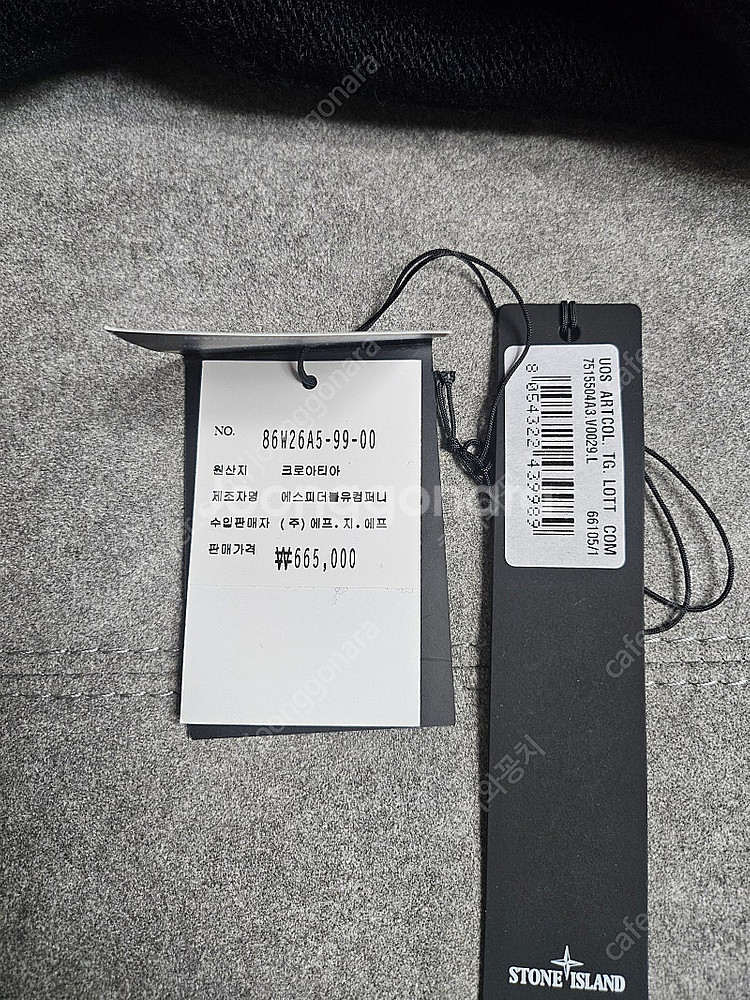 NO. 86W26A5-99-00
원산지 크로아티아
제조자명 에스피더블유컴퍼니
수입판매자 (주)에프.지.에프
판매가격 ₩665,000
UOS ARTCOL. TG. LOTT COM
7515504A3 V0029.L 66105/1
8 054322 439989
STONE ISLAND
Joonggonara